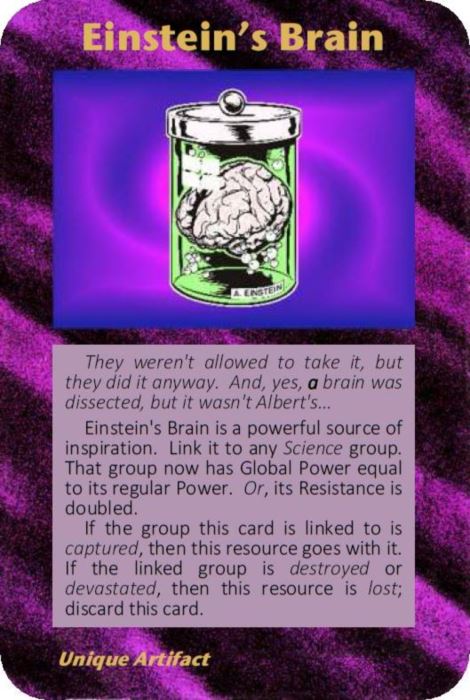 Einstein's Brain
A. EINSTEIN
They weren't allowed to take it, but
they did it anyway. And, yes, a brain was
dissected, but it wasn't Albert's...
Einstein's Brain is a powerful source of
inspiration. Link it to any Science group.
That group now has Global Power equal
to its regular Power. Or, its Resistance is
doubled.
If the group this card is linked to is
captured, then this resource goes with it.
If the linked group is destroyed or
devastated, then this resource is lost;
discard this card.
Unique Artifact